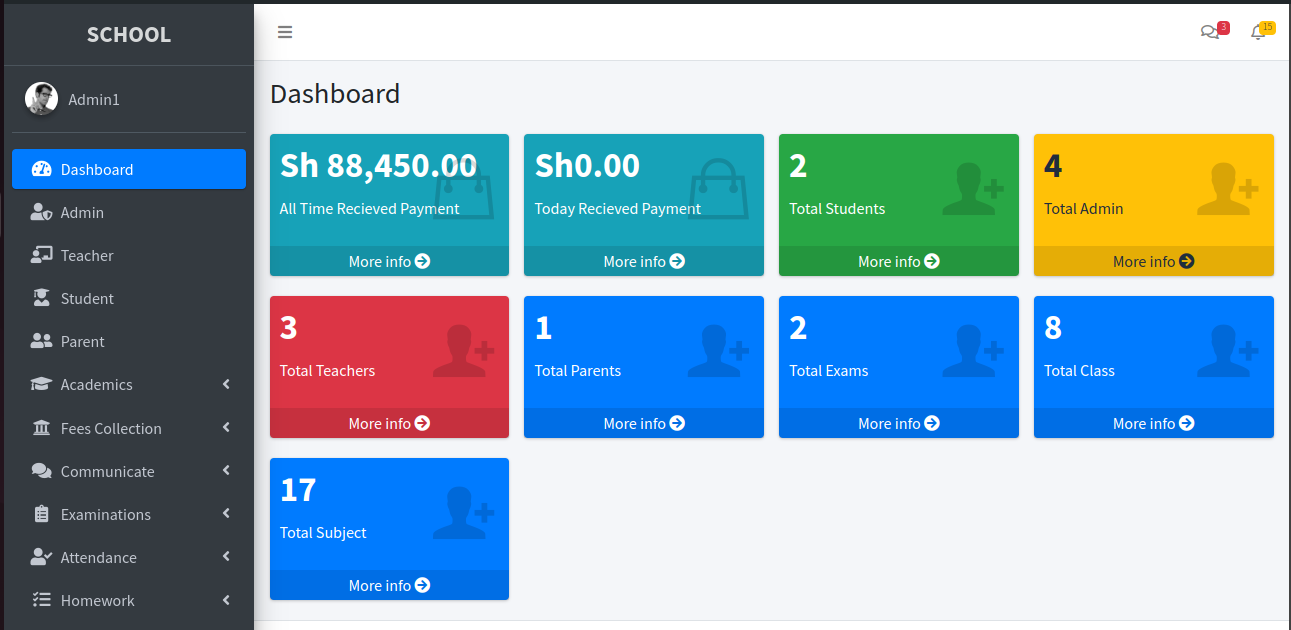 SCHOOL
3
15
Admin1
Dashboard
Admin
Teacher
Student
Parent
Academics
Fees Collection
Communicate
Examinations
Attendance
Homework
Dashboard
Sh 88,450.00
All Time Recieved Payment
More info
Sh0.00
Today Recieved Payment
More info
2
Total Students
More info
4
Total Admin
More info
3
Total Teachers
More info
1
Total Parents
More info
2
Total Exams
More info
8
Total Class
More info
17
Total Subject
More info